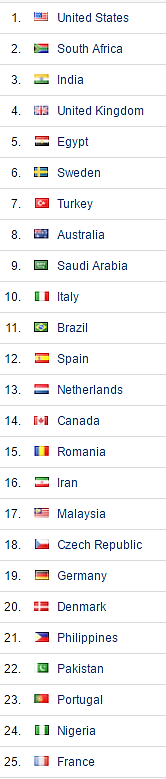 1. United States
2. South Africa
3. India
4. United Kingdom
5. Egypt
6. Sweden
7. Turkey
8. Australia
9. Saudi Arabia
10. Italy
11. Brazil
12. Spain
13. Netherlands
14. Canada
15. Romania
16. Iran
17. Malaysia
18. Czech Republic
19. Germany
20. Denmark
21. Philippines
22. Pakistan
23. Portugal
24. Nigeria
25. France